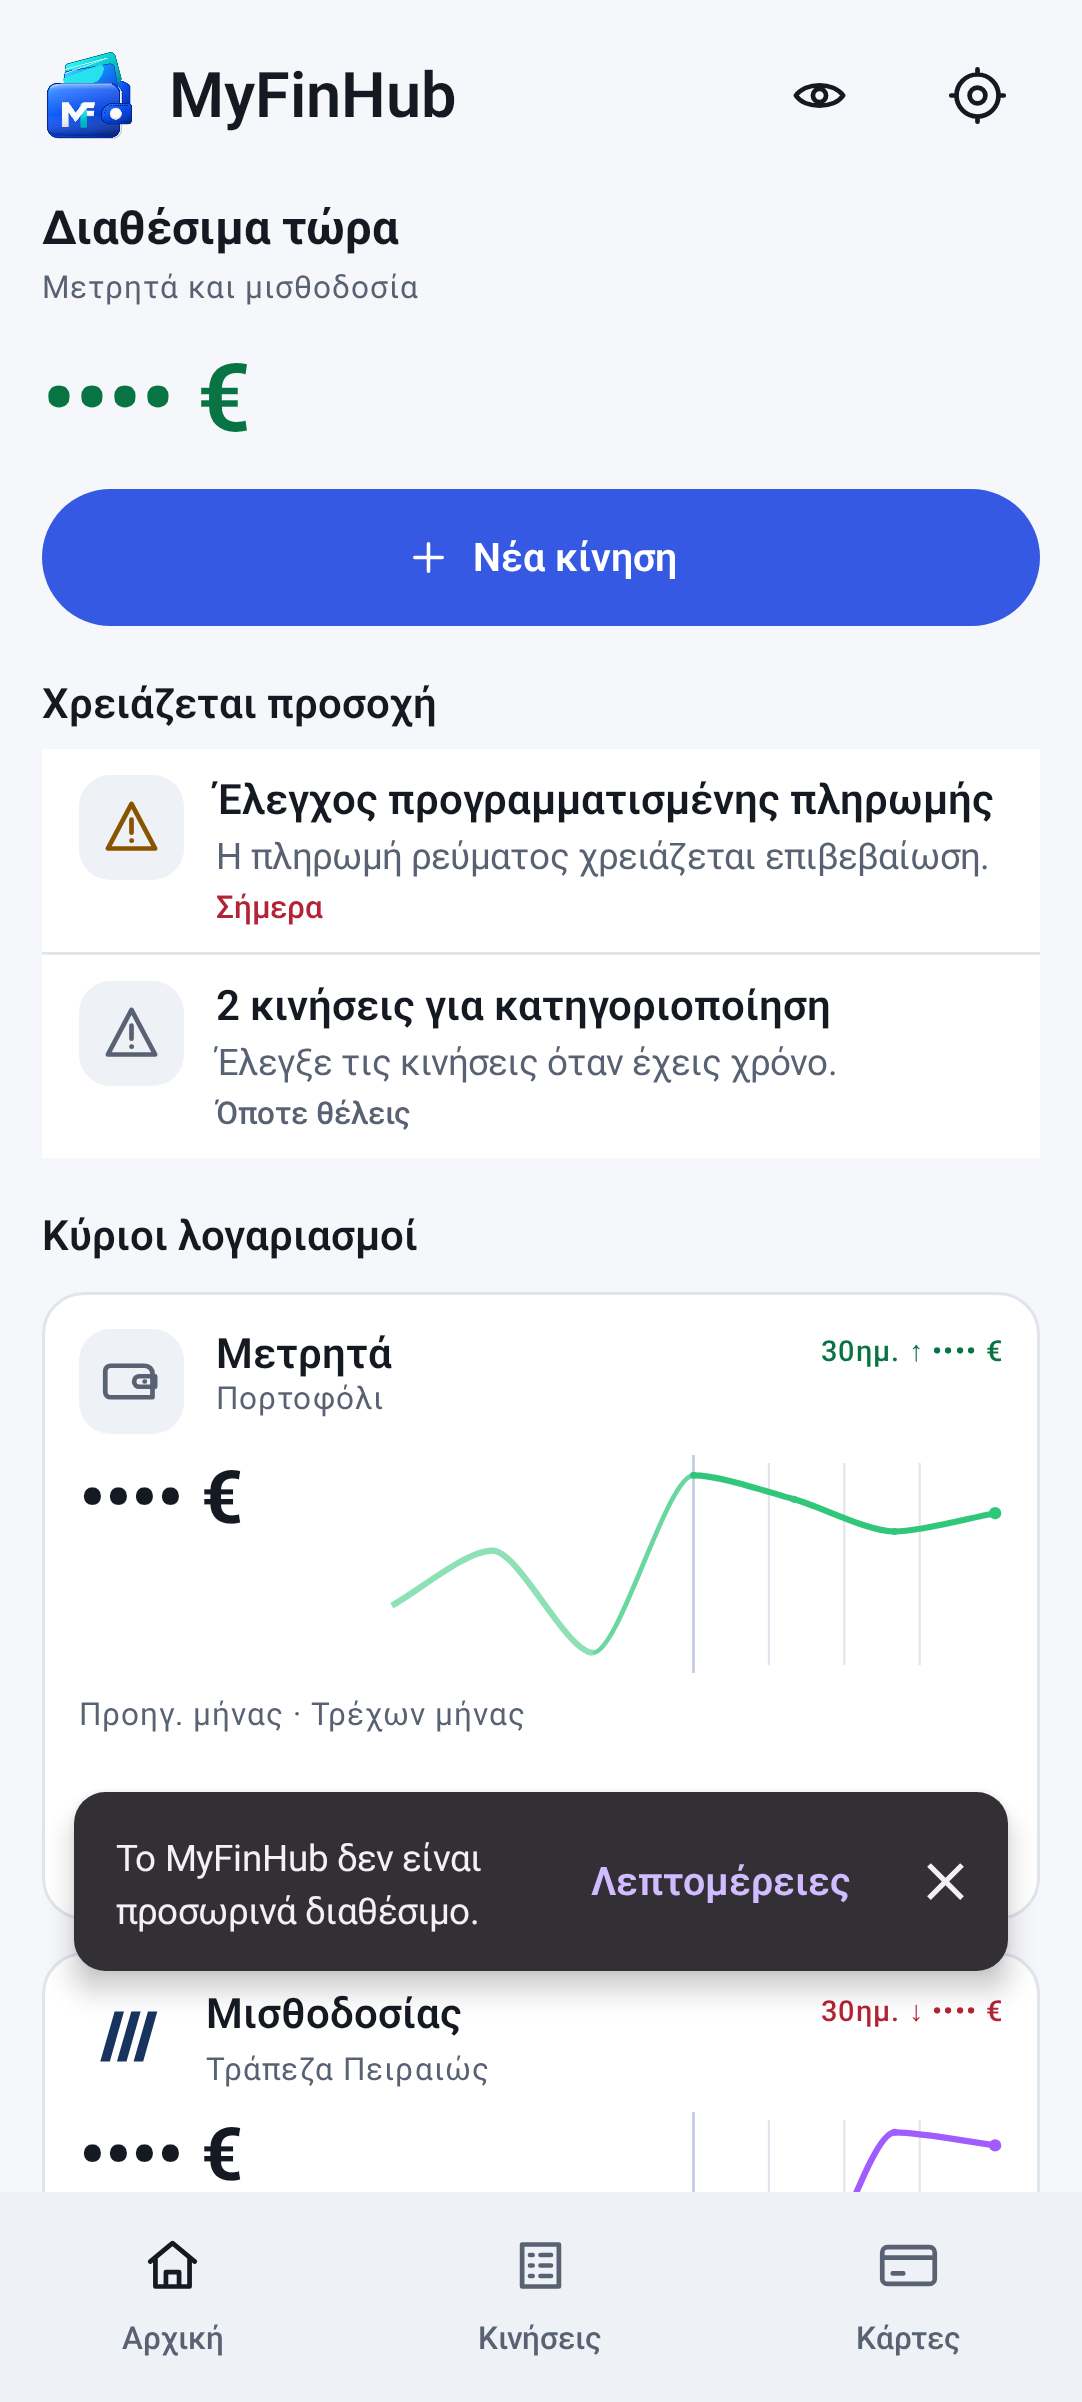 MF
MyFinHub
Διαθέσιμα τώρα
Μετρητά και μισθοδοσία
•••• €
+ Νέα κίνηση
Χρειάζεται προσοχή
Έλεγχος προγραμματισμένης πληρωμής
Η πληρωμή ρεύματος χρειάζεται επιβεβαίωση.
Σήμερα
2 κινήσεις για κατηγοριοποίηση
Έλεγξε τις κινήσεις όταν έχεις χρόνο.
Όποτε θέλεις
Κύριοι λογαριασμοί
Μετρητά
30ημ. ↑ •••• €
Πορτοφόλι
•••• €
Προηγ. μήνας · Τρέχων μήνας
Το MyFinHub δεν είναι
προσωρινά διαθέσιμο.
Λεπτομέρειες
Μισθοδοσίας
30ημ. ↓ •••• €
Τράπεζα Πειραιώς
•••• €
Αρχική
Κινήσεις
Κάρτες